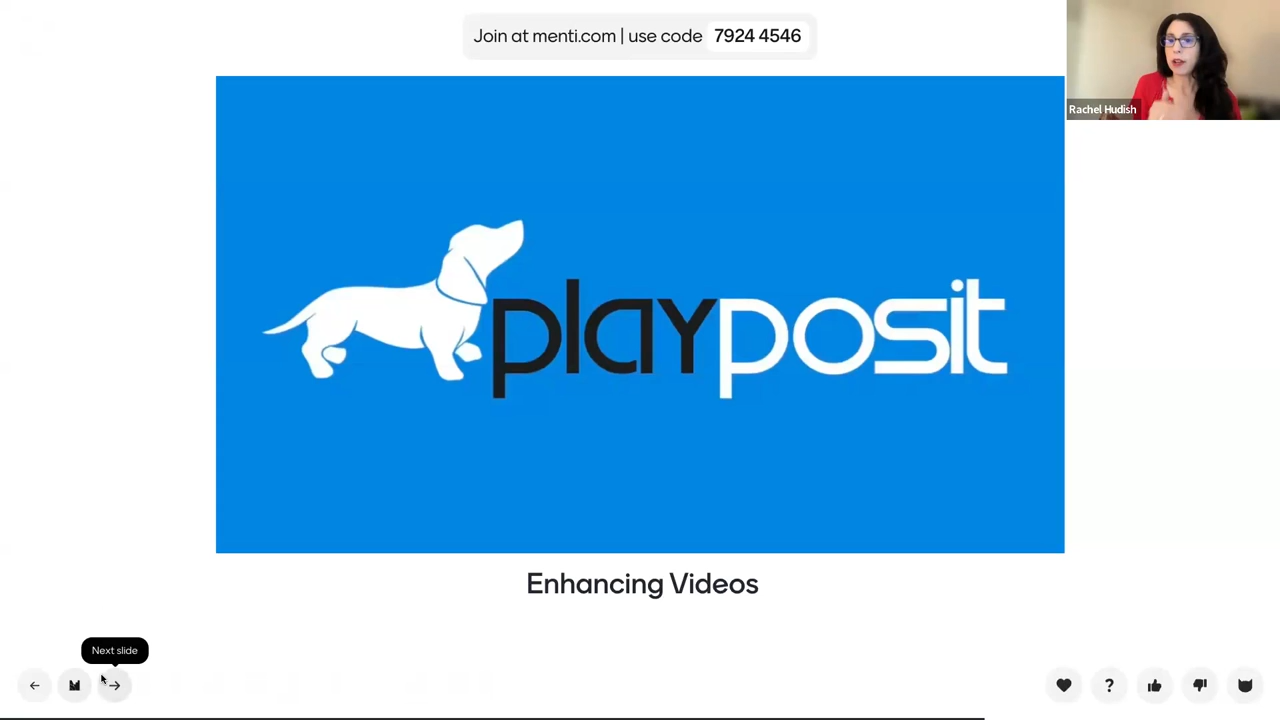 Join at menti.com | use code 7924 4546
Rachel Hudish
playposit
Enhancing Videos
Next slide
?